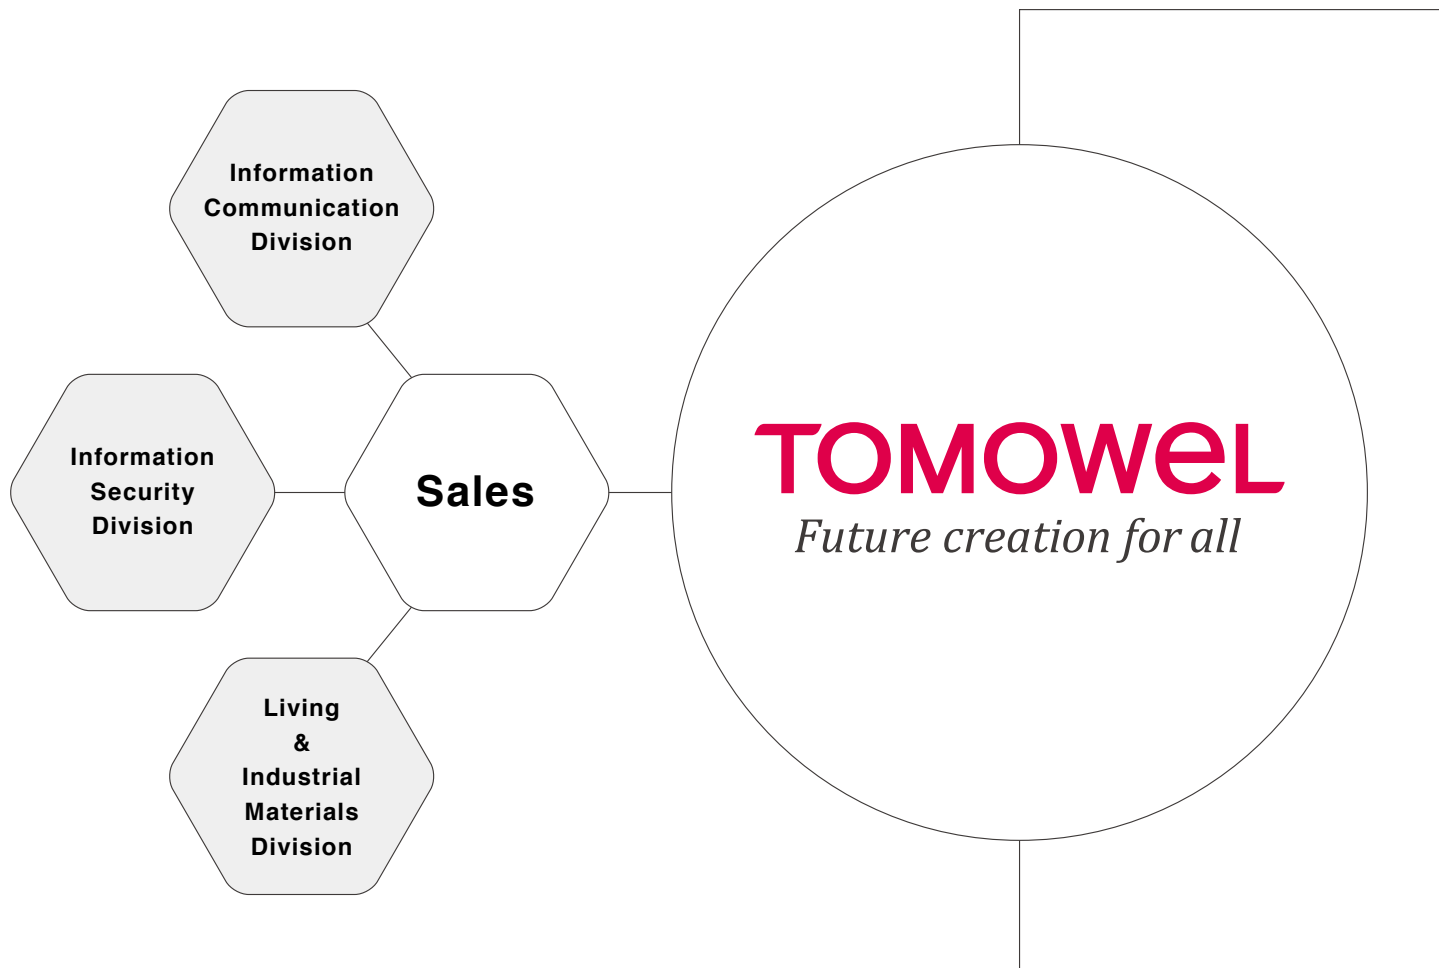 Information
Communication
Division
Information
Security
Division
Sales
Living
&
Industrial
Materials
Division
TOMOWeL
Future creation for all